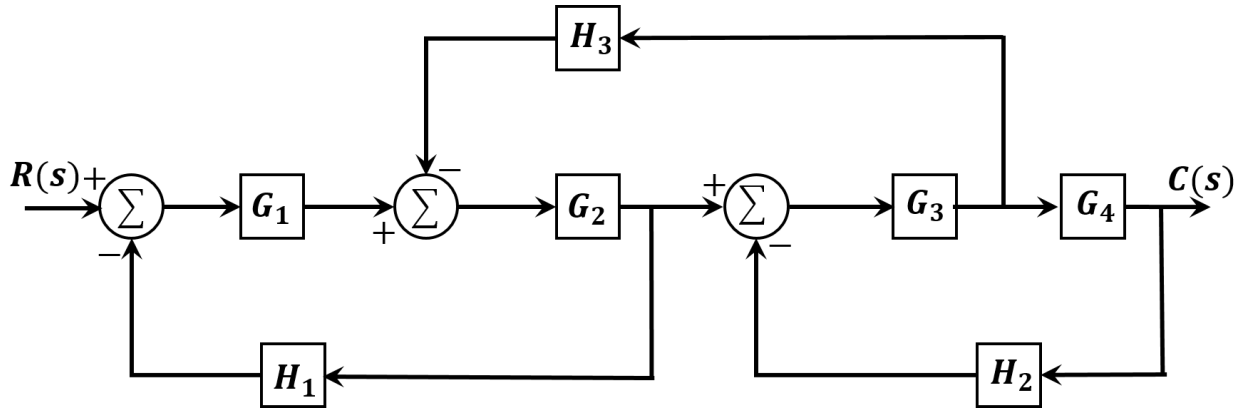 H₃
R(s) + − + −
∑ G₁ ∑ G₂ ∑ G₃ G₄ C(s)
− + −
H₁ H₂